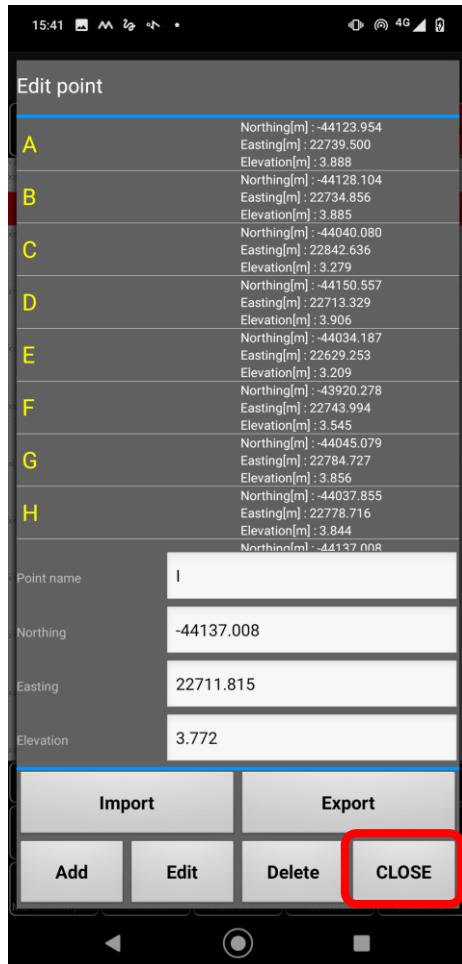 15:41
4G
Edit point
A
Northing[m] : -44123.954
Easting[m] : 22739.500
Elevation[m] : 3.888
B
Northing[m] : -44128.104
Easting[m] : 22734.856
Elevation[m] : 3.885
C
Northing[m] : -44040.080
Easting[m] : 22842.636
Elevation[m] : 3.279
D
Northing[m] : -44150.557
Easting[m] : 22713.329
Elevation[m] : 3.906
E
Northing[m] : -44034.187
Easting[m] : 22629.253
Elevation[m] : 3.209
F
Northing[m] : -43920.278
Easting[m] : 22743.994
Elevation[m] : 3.545
G
Northing[m] : -44045.079
Easting[m] : 22784.727
Elevation[m] : 3.856
H
Northing[m] : -44037.855
Easting[m] : 22778.716
Elevation[m] : 3.844
Northing[m] : -44137.008
Point name
I
Northing
-44137.008
Easting
22711.815
Elevation
3.772
Import
Export
Add
Edit
Delete
CLOSE